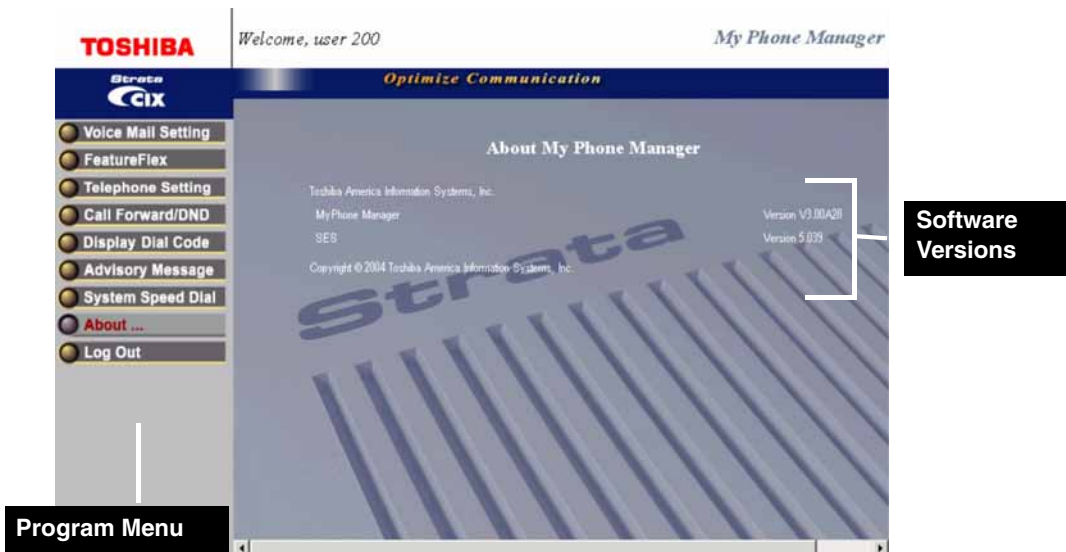 TOSHIBA
Welcome, user 200
My Phone Manager
Strata
CIX
Optimize Communication
Voice Mail Setting
FeatureFlex
Telephone Setting
Call Forward/DND
Display Dial Code
Advisory Message
System Speed Dial
About ...
Log Out
About My Phone Manager
Toshiba America Information Systems, Inc.
MyPhone Manager Version V3.00A28
SES Version 5.039
Copyright © 2004 Toshiba America Information Systems, Inc.
Strata
Software
Versions
Program Menu